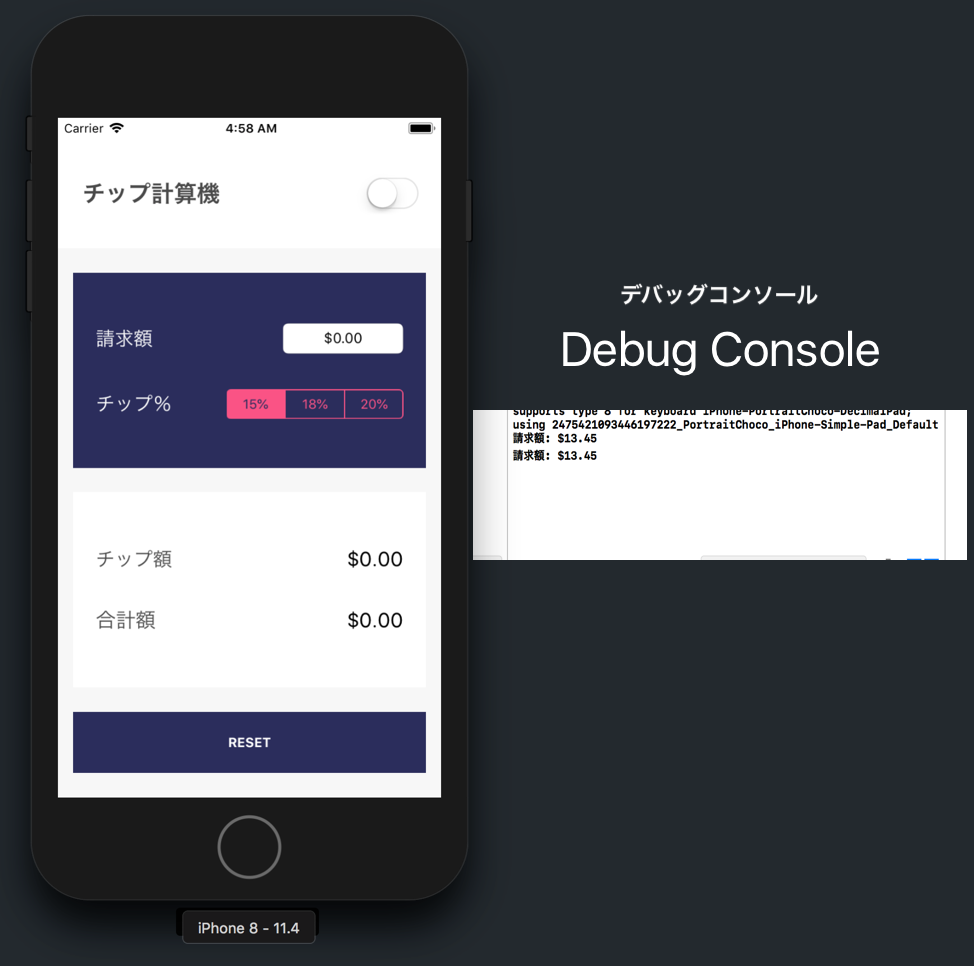 Carrier
4:58 AM
チップ計算機
請求額
$0.00
チップ%
15%
18%
20%
チップ額
$0.00
合計額
$0.00
RESET
iPhone 8 - 11.4
デバッグコンソール
Debug Console
supports type 8 for keyboard iPhone-PortraitChoco-DecimalPad;
using 2475421093446197222_PortraitChoco_iPhone-Simple-Pad_Default
請求額: $13.45
請求額: $13.45